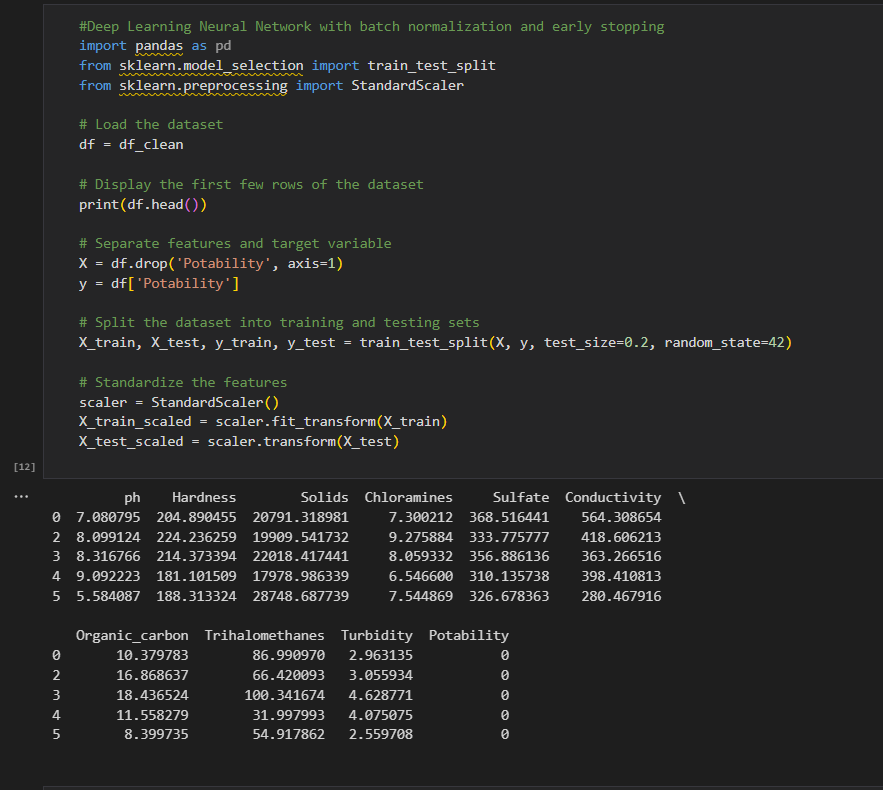 #Deep Learning Neural Network with batch normalization and early stopping
import pandas as pd
from sklearn.model_selection import train_test_split
from sklearn.preprocessing import StandardScaler
# Load the dataset
df = df_clean
# Display the first few rows of the dataset
print(df.head())
# Separate features and target variable
X = df.drop('Potability', axis=1)
y = df['Potability']
# Split the dataset into training and testing sets
X_train, X_test, y_train, y_test = train_test_split(X, y, test_size=0.2, random_state=42)
# Standardize the features
scaler = StandardScaler()
X_train_scaled = scaler.fit_transform(X_train)
X_test_scaled = scaler.transform(X_test)
[12]
... ph Hardness Solids Chloramines Sulfate Conductivity \
0 7.080795 204.890455 20791.318981 7.300212 368.516441 564.308654
2 8.099124 224.236259 19909.541732 9.275884 333.775777 418.606213
3 8.316766 214.373394 22018.417441 8.059332 356.886136 363.266516
4 9.092223 181.101509 17978.986339 6.546600 310.135738 398.410813
5 5.584087 188.313324 28748.687739 7.544869 326.678363 280.467916
Organic_carbon Trihalomethanes Turbidity Potability
0 10.379783 86.990970 2.963135 0
2 16.868637 66.420093 3.055934 0
3 18.436524 100.341674 4.628771 0
4 11.558279 31.997993 4.075075 0
5 8.399735 54.917862 2.559708 0